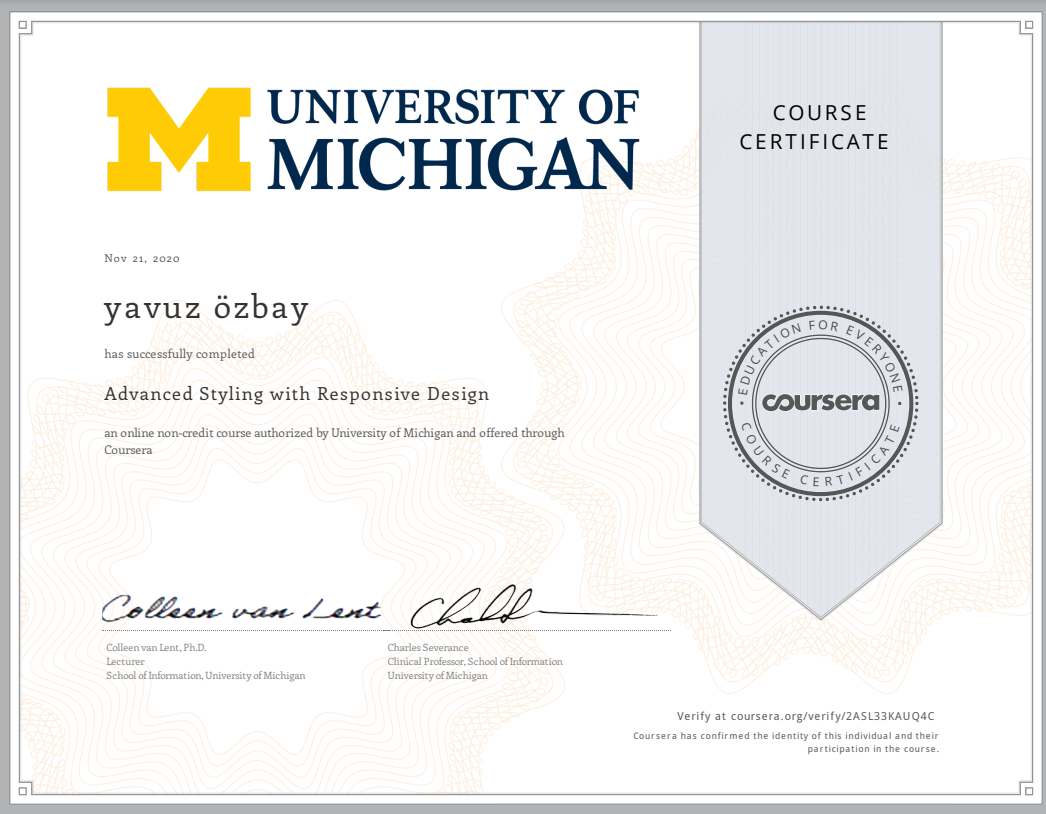 UNIVERSITY OF
MICHIGAN
COURSE
CERTIFICATE
Nov 21, 2020
yavuz özbay
has successfully completed
Advanced Styling with Responsive Design
an online non-credit course authorized by University of Michigan and offered through
Coursera
EDUCATION FOR EVERYONE
coursera
COURSE CERTIFICATE
Colleen van Lent
Colleen van Lent, Ph.D.
Lecturer
School of Information, University of Michigan
Charles Severance
Clinical Professor, School of Information
University of Michigan
Verify at coursera.org/verify/2ASL33KAUQ4C
Coursera has confirmed the identity of this individual and their
participation in the course.